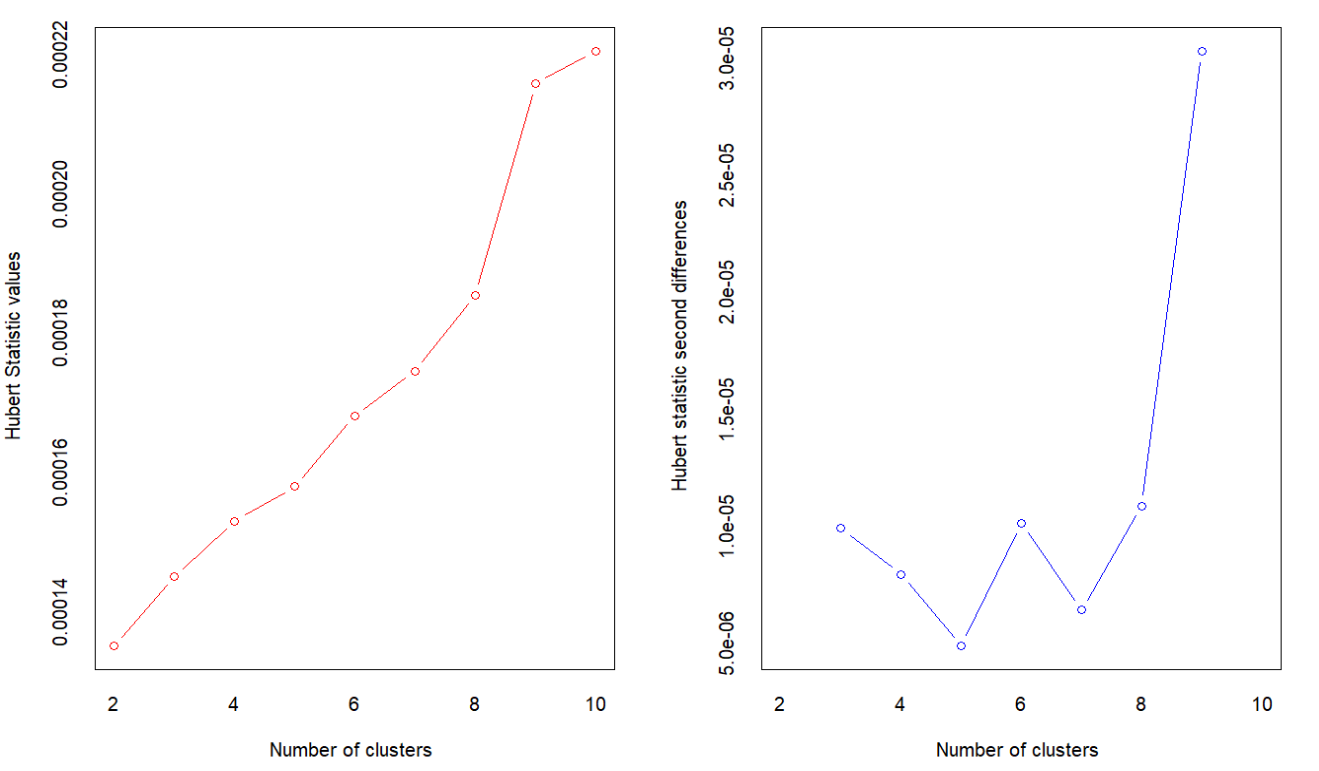 Hubert Statistic values
0.00022
0.00020
0.00018
0.00016
0.00014
2 4 6 8 10
Number of clusters
Hubert statistic second differences
3.0e-05
2.5e-05
2.0e-05
1.5e-05
1.0e-05
5.0e-06
2 4 6 8 10
Number of clusters